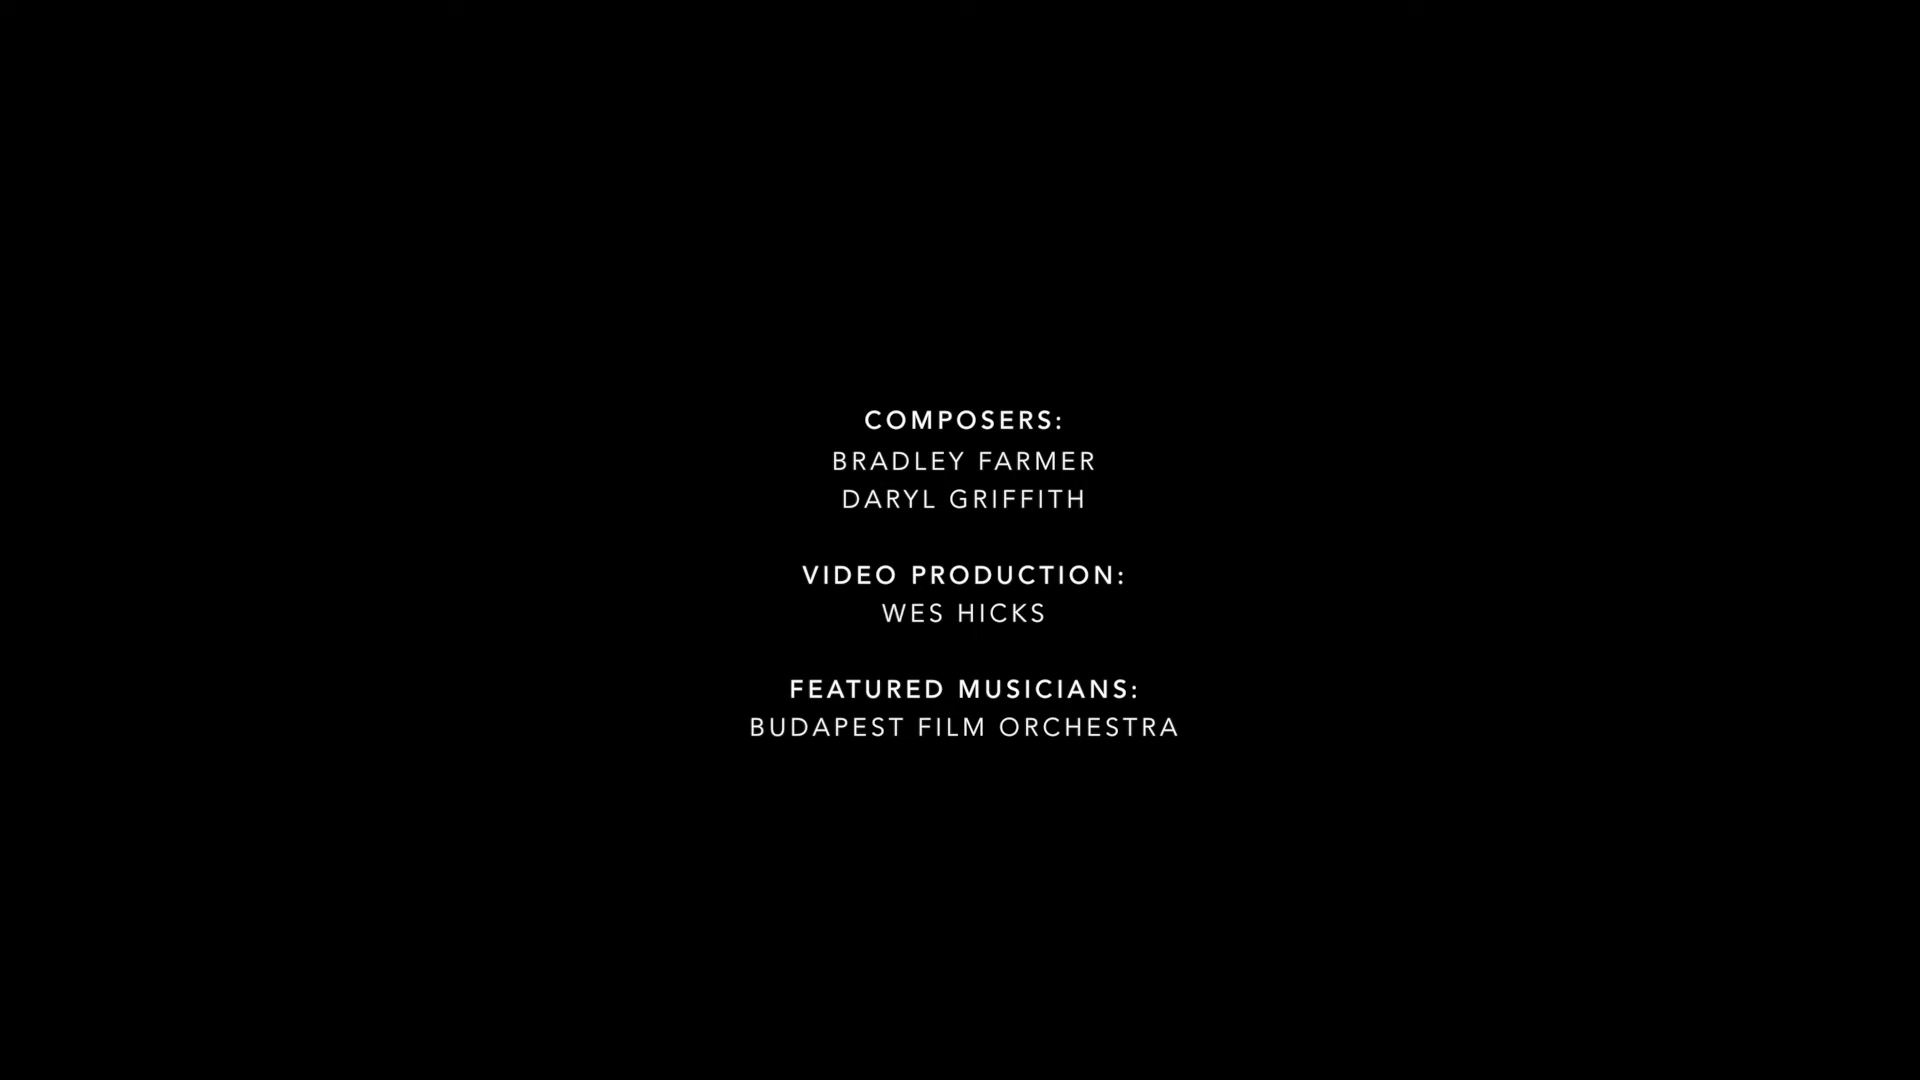 COMPOSERS:
BRADLEY FARMER
DARYL GRIFFITH
VIDEO PRODUCTION:
WES HICKS
FEATURED MUSICIANS:
BUDAPEST FILM ORCHESTRA